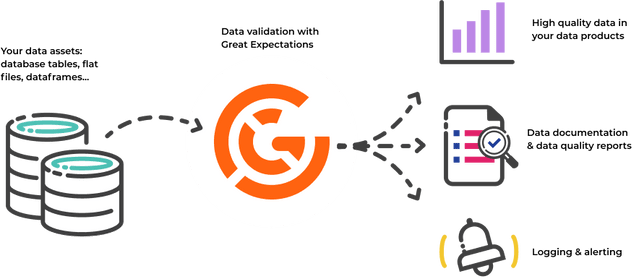 Your data assets:
database tables, flat
files, dataframes...
Data validation with
Great Expectations
High quality data in
your data products
Data documentation
& data quality reports
Logging & alerting